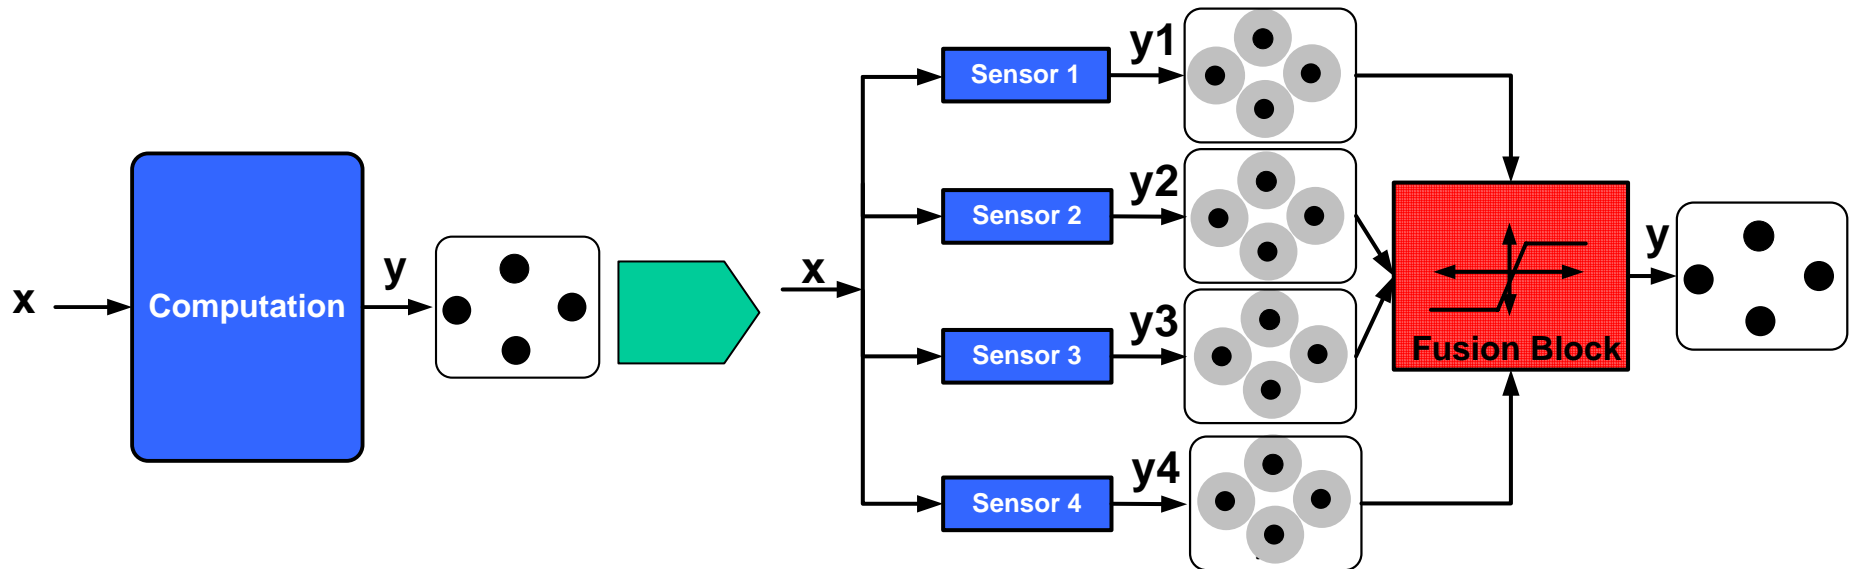 x
Computation
y
x
Sensor 1
y1
Sensor 2
y2
Sensor 3
y3
Sensor 4
y4
Fusion Block
y